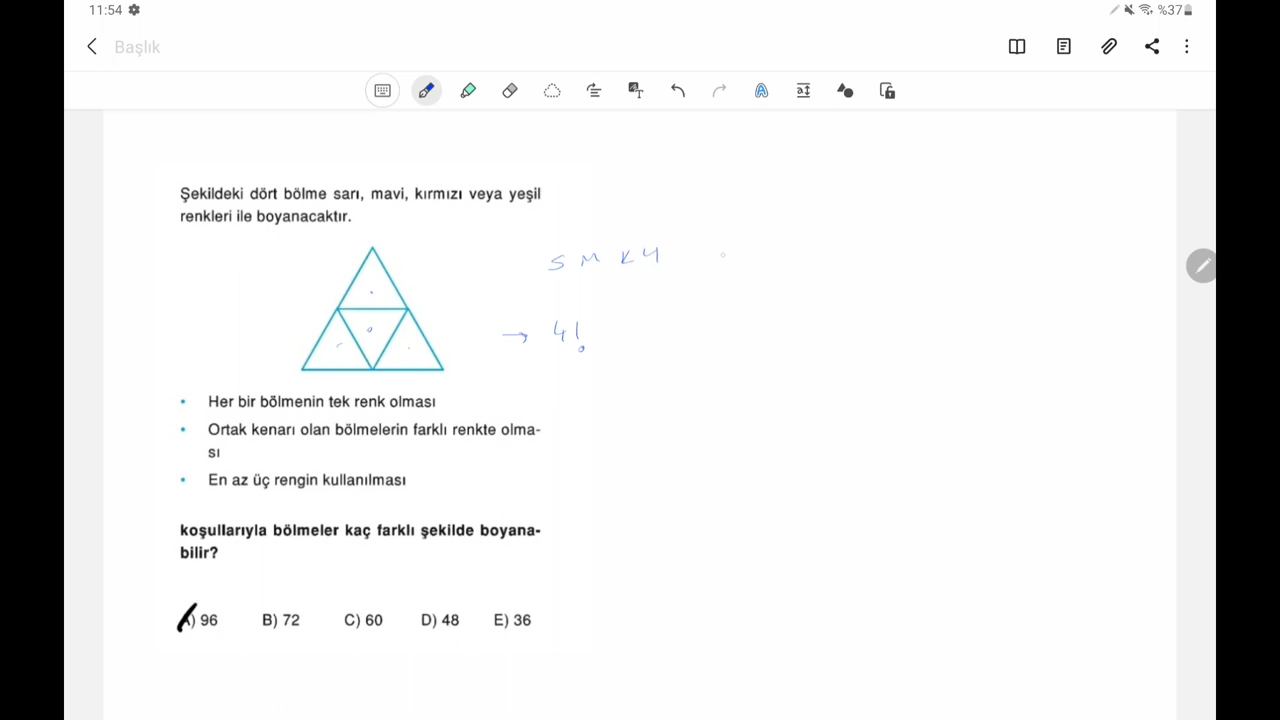 11:54
%37
Başlık
Şekildeki dört bölme sarı, mavi, kırmızı veya yeşil
renkleri ile boyanacaktır.
S M K Y
→ 4!
• Her bir bölmenin tek renk olması
• Ortak kenarı olan bölmelerin farklı renkte olma-
sı
• En az üç rengin kullanılması
koşullarıyla bölmeler kaç farklı şekilde boyana-
bilir?
A) 96 B) 72 C) 60 D) 48 E) 36